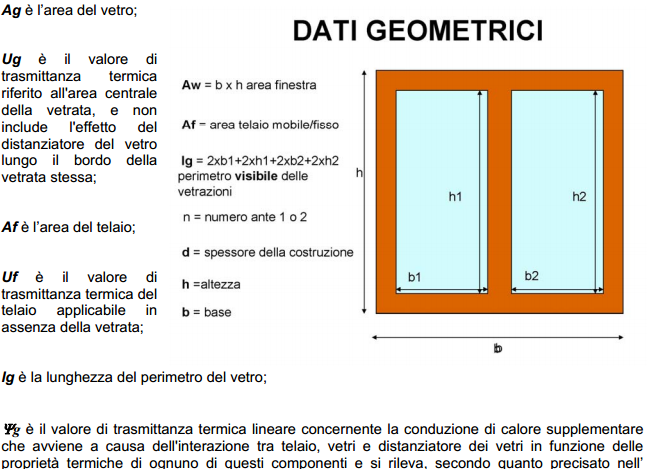 Ag è l'area del vetro;
DATI GEOMETRICI
Ug è il valore di
trasmittanza termica
riferito all'area centrale
della vetrata, e non
include l'effetto del
distanziatore del vetro
lungo il bordo della
vetrata stessa;
Af è l'area del telaio;
Uf è il valore di
trasmittanza termica del
telaio applicabile in
assenza della vetrata;
Aw = b x h area finestra
Af = area telaio mobile/fisso
lg = 2xb1+2xh1+2xb2+2xh2
perimetro visibile delle
vetrazioni
n = numero ante 1 o 2
d = spessore della costruzione
h =altezza
b = base
h
h1
h2
b1
b2
b
lg è la lunghezza del perimetro del vetro;
Ψg è il valore di trasmittanza termica lineare concernente la conduzione di calore supplementare
che avviene a causa dell'interazione tra telaio, vetri e distanziatore dei vetri in funzione delle
proprietà termiche di ognuno di questi componenti e si rileva, secondo quanto precisato nell'